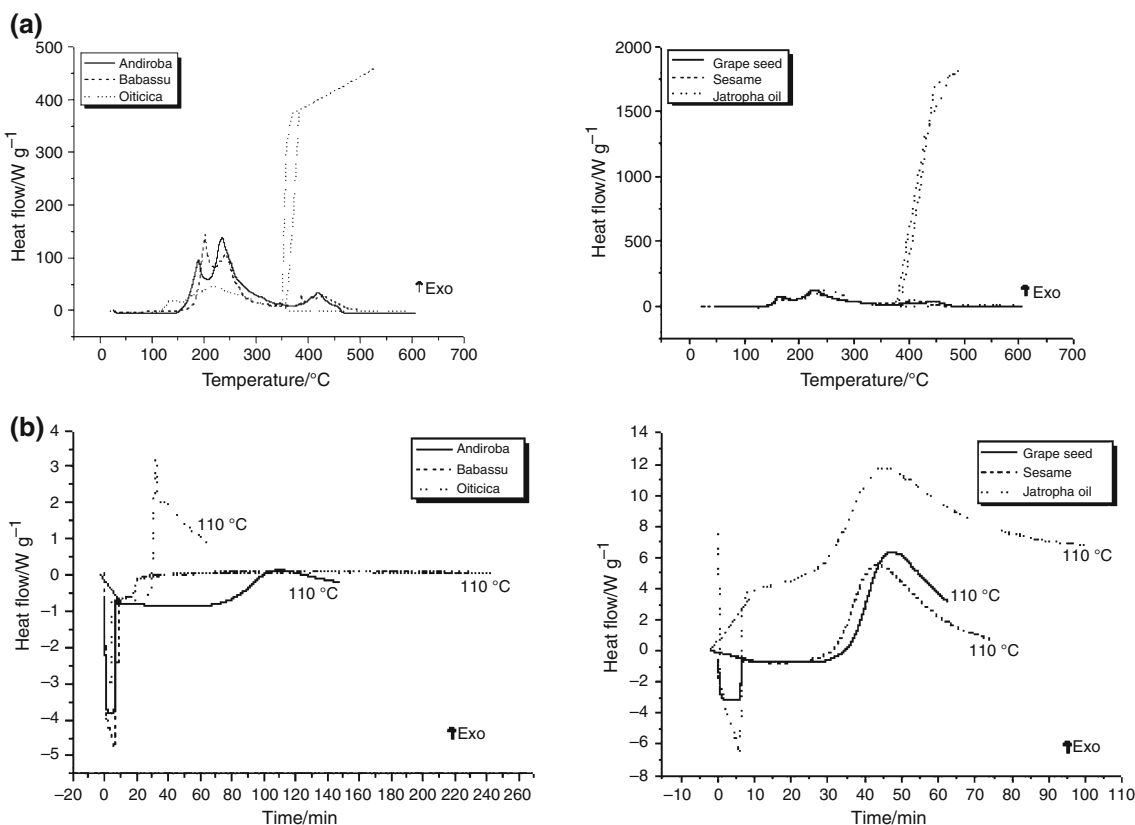 (a)
500
400
300
200
100
0
Heat flow/W g⁻¹
Andiroba
Babassu
Oiticica
↑Exo
0 100 200 300 400 500 600 700
Temperature/°C
2000
1750
1500
1250
1000
750
500
250
0
−250
Heat flow/W g⁻¹
Grape seed
Sesame
Jatropha oil
↑Exo
0 100 200 300 400 500 600 700
Temperature/°C
(b)
4
3
2
1
0
−1
−2
−3
−4
−5
Heat flow/W g⁻¹
Andiroba
Babassu
Oiticica
110 °C
110 °C
110 °C
↑Exo
−20 0 20 40 60 80 100 120 140 160 180 200 220 240 260
Time/min
14
12
10
8
6
4
2
0
−2
−4
−6
−8
Heat flow/W g⁻¹
Grape seed
Sesame
Jatropha oil
110 °C
110 °C
110 °C
↑Exo
−10 0 10 20 30 40 50 60 70 80 90 100 110
Time/min